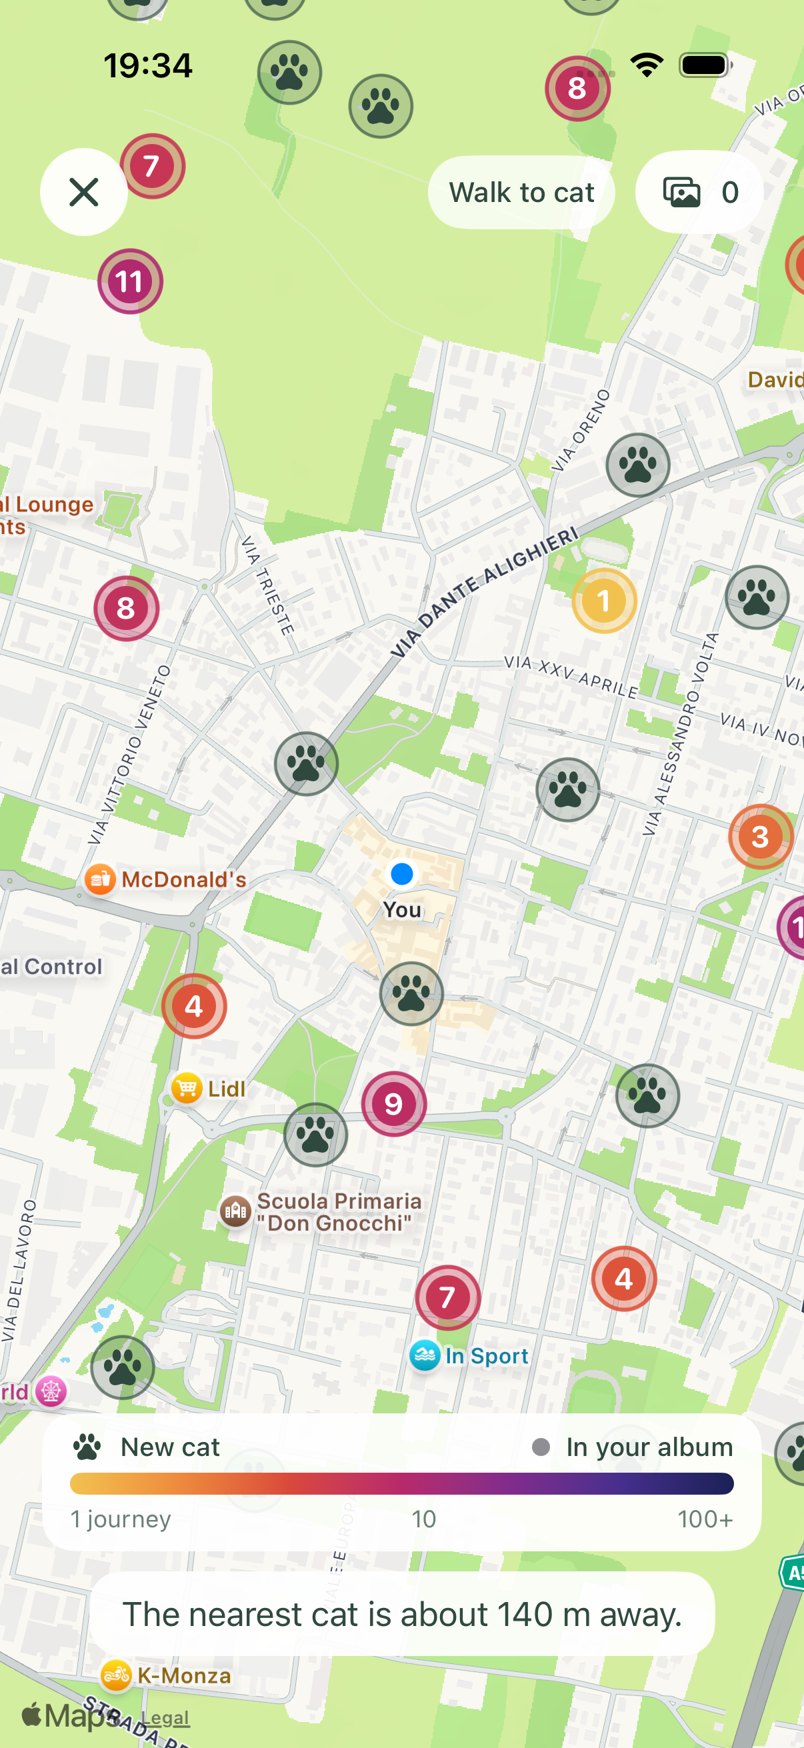 19:34
8
7
Walk to cat
0
11
VIA ORENO
David
al Lounge
nts
VIA TRIESTE
VIA DANTE ALIGHIERI
8
1
VIA XXV APRILE
VIA ALESSANDRO VOLTA
VIA IV NOV
VIA VITTORIO VENETO
3
McDonald's
You
al Control
4
Lidl
9
Scuola Primaria
"Don Gnocchi"
VIA DEL LAVORO
7
4
In Sport
rld
New cat
In your album
1 journey
10
100+
The nearest cat is about 140 m away.
K-Monza
Maps
Legal